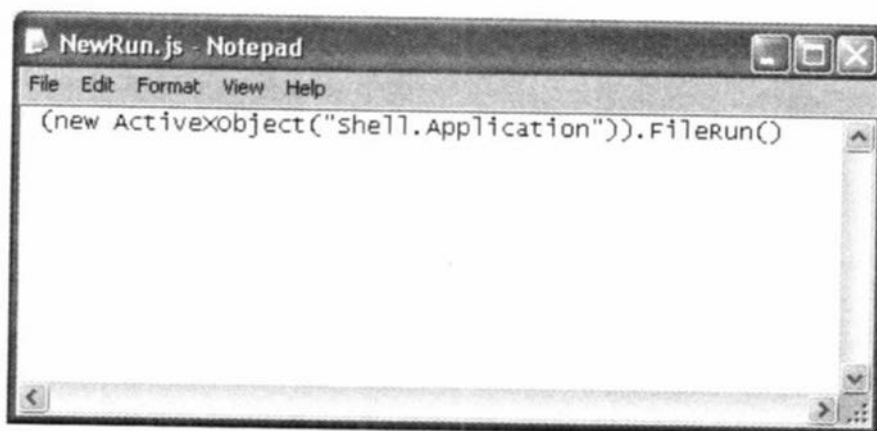 NewRun.js - Notepad
File Edit Format View Help
(new ActiveXObject("Shell.Application")).FileRun()